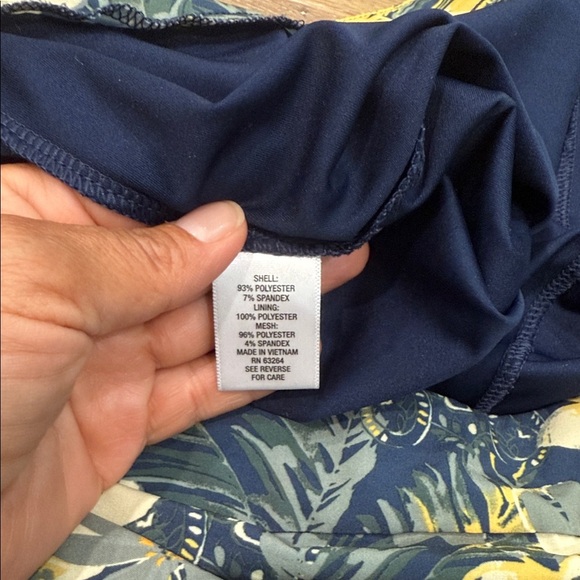 SHELL:
93% POLYESTER
7% SPANDEX
LINING:
100% POLYESTER
MESH:
96% POLYESTER
4% SPANDEX
MADE IN VIETNAM
RN 63264
SEE REVERSE
FOR CARE